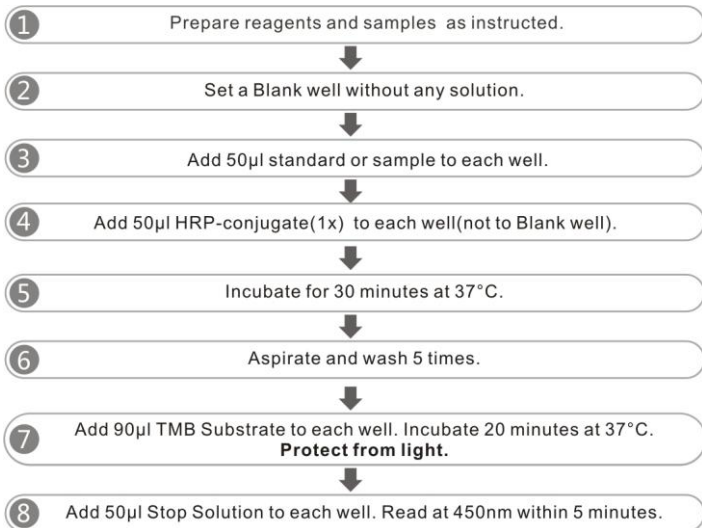 1
Prepare reagents and samples as instructed.
2
Set a Blank well without any solution.
3
Add 50µl standard or sample to each well.
4
Add 50µl HRP-conjugate(1x) to each well(not to Blank well).
5
Incubate for 30 minutes at 37°C.
6
Aspirate and wash 5 times.
7
Add 90µl TMB Substrate to each well. Incubate 20 minutes at 37°C.
Protect from light.
8
Add 50µl Stop Solution to each well. Read at 450nm within 5 minutes.